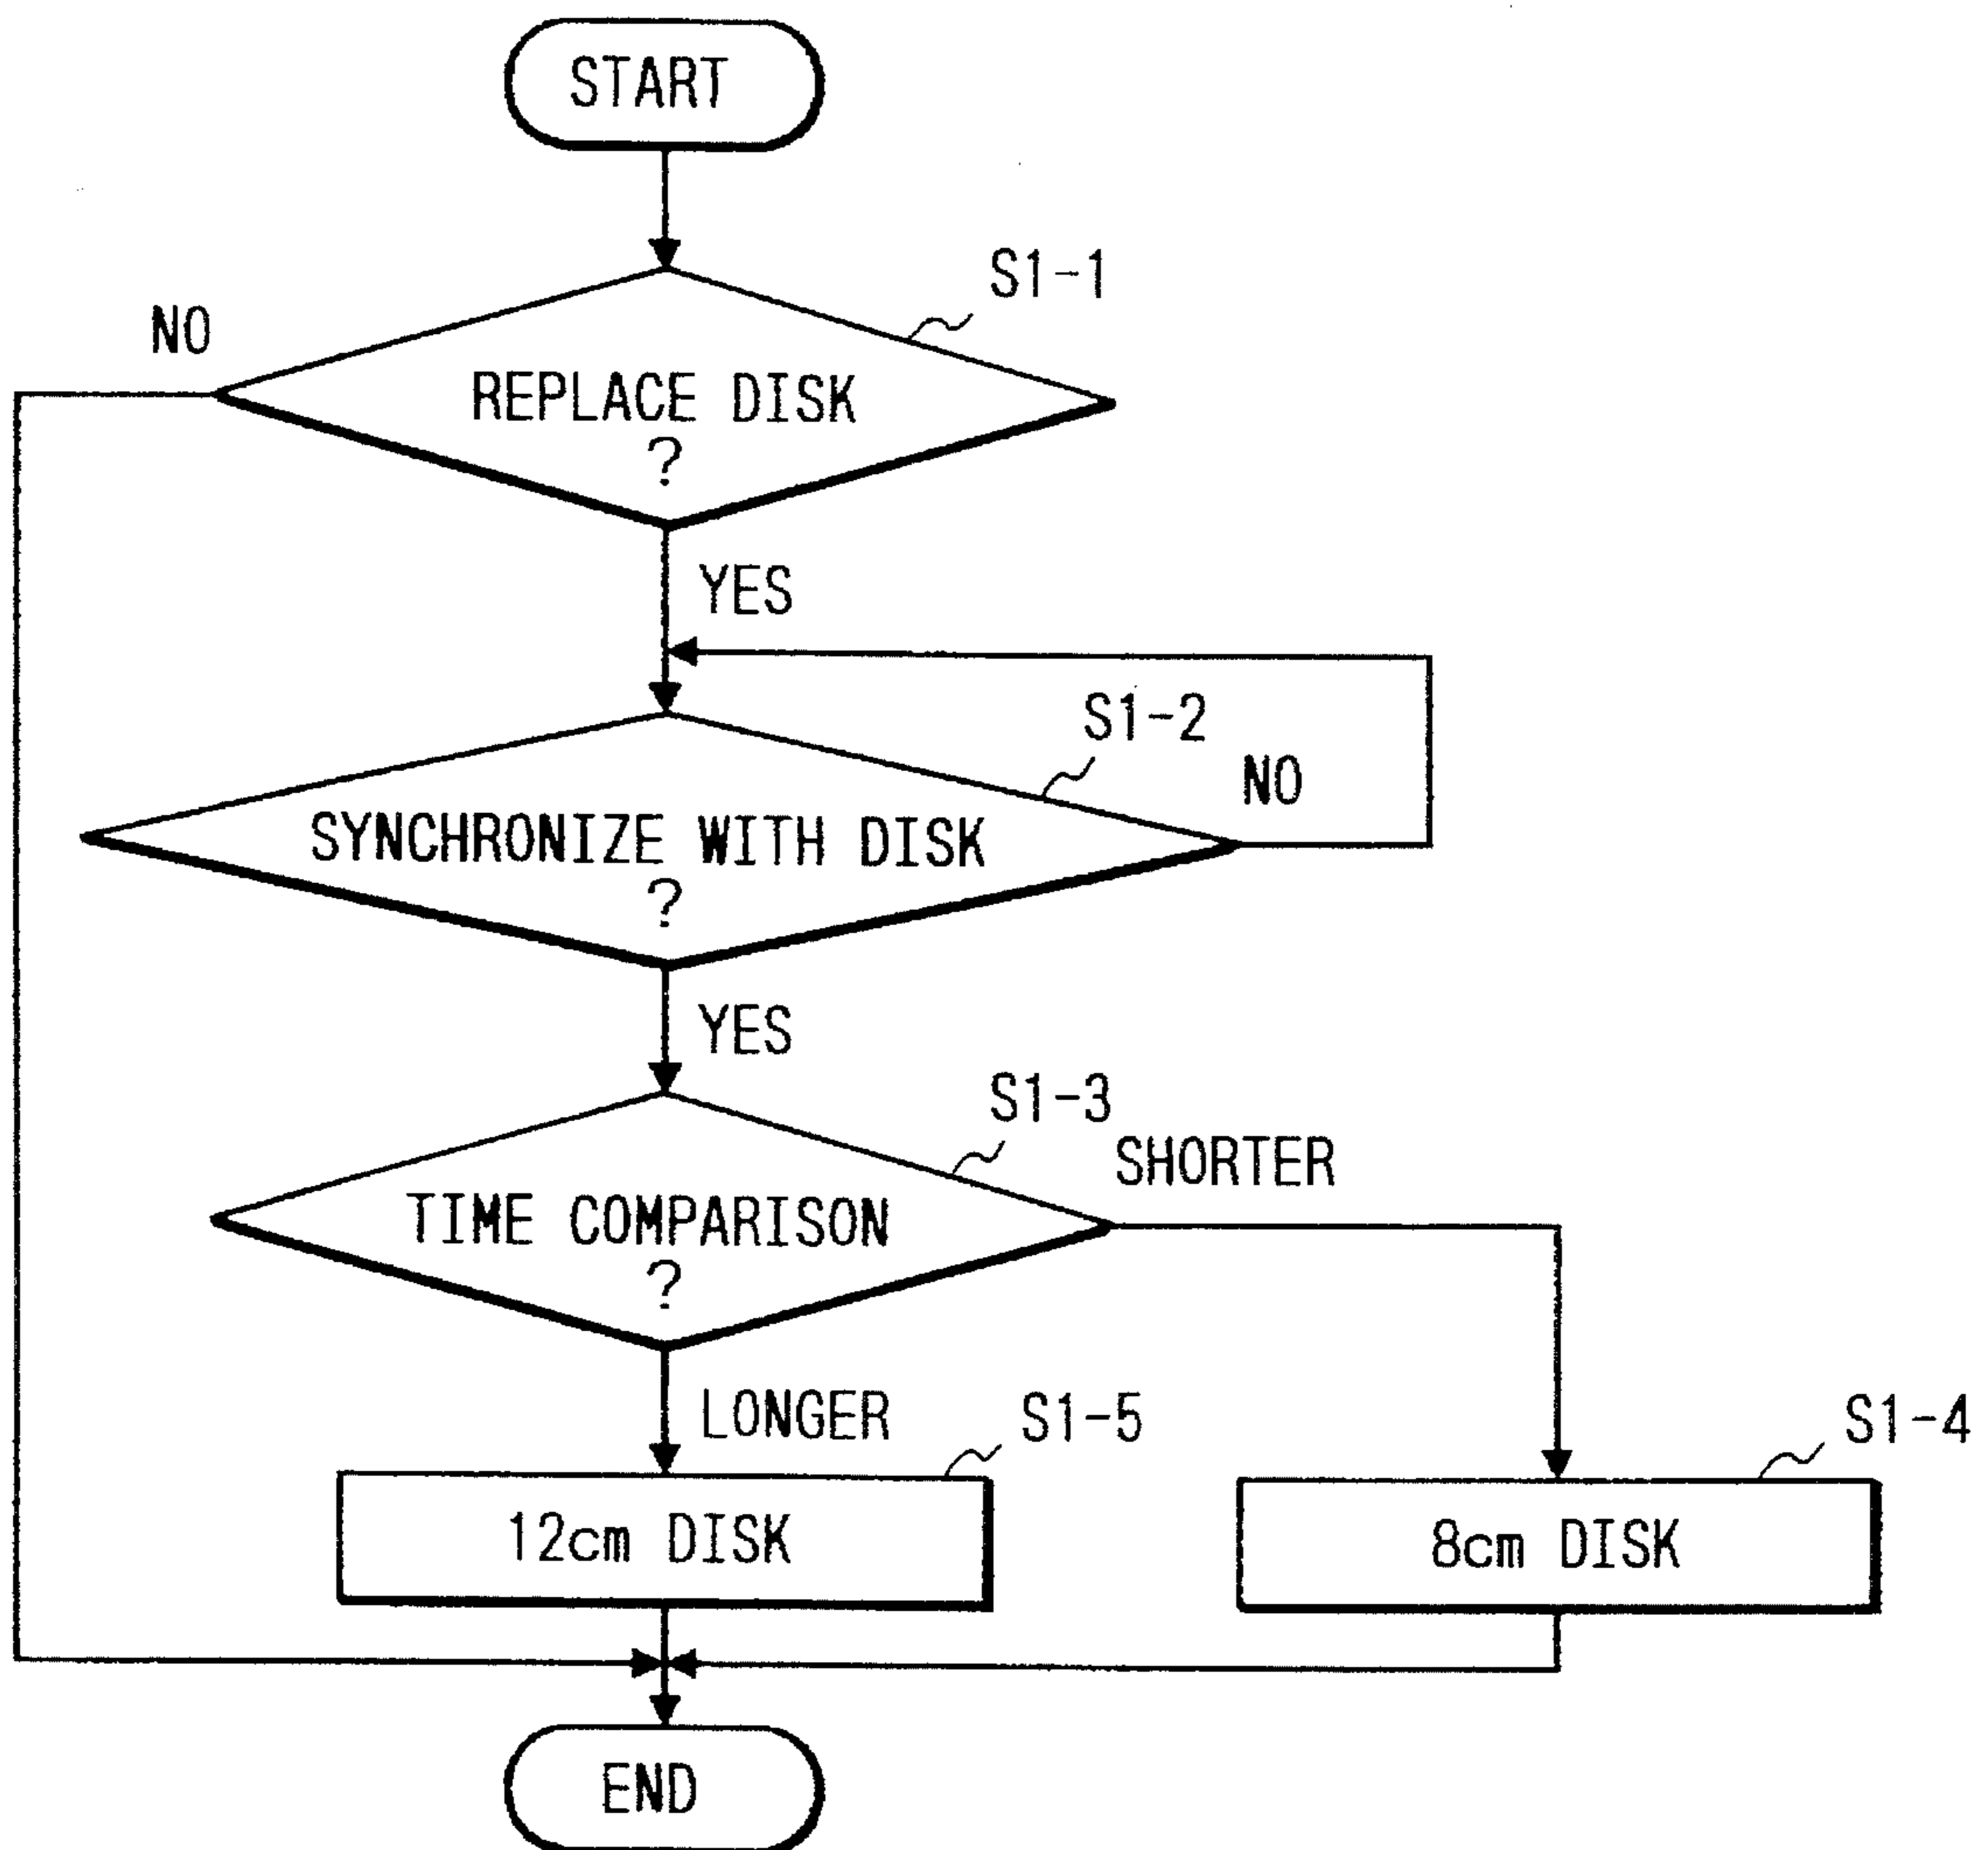 START
S1-1
NO
REPLACE DISK
?
YES
S1-2
NO
SYNCHRONIZE WITH DISK
?
YES
S1-3
SHORTER
TIME COMPARISON
?
LONGER
S1-5
S1-4
12cm DISK
8cm DISK
END